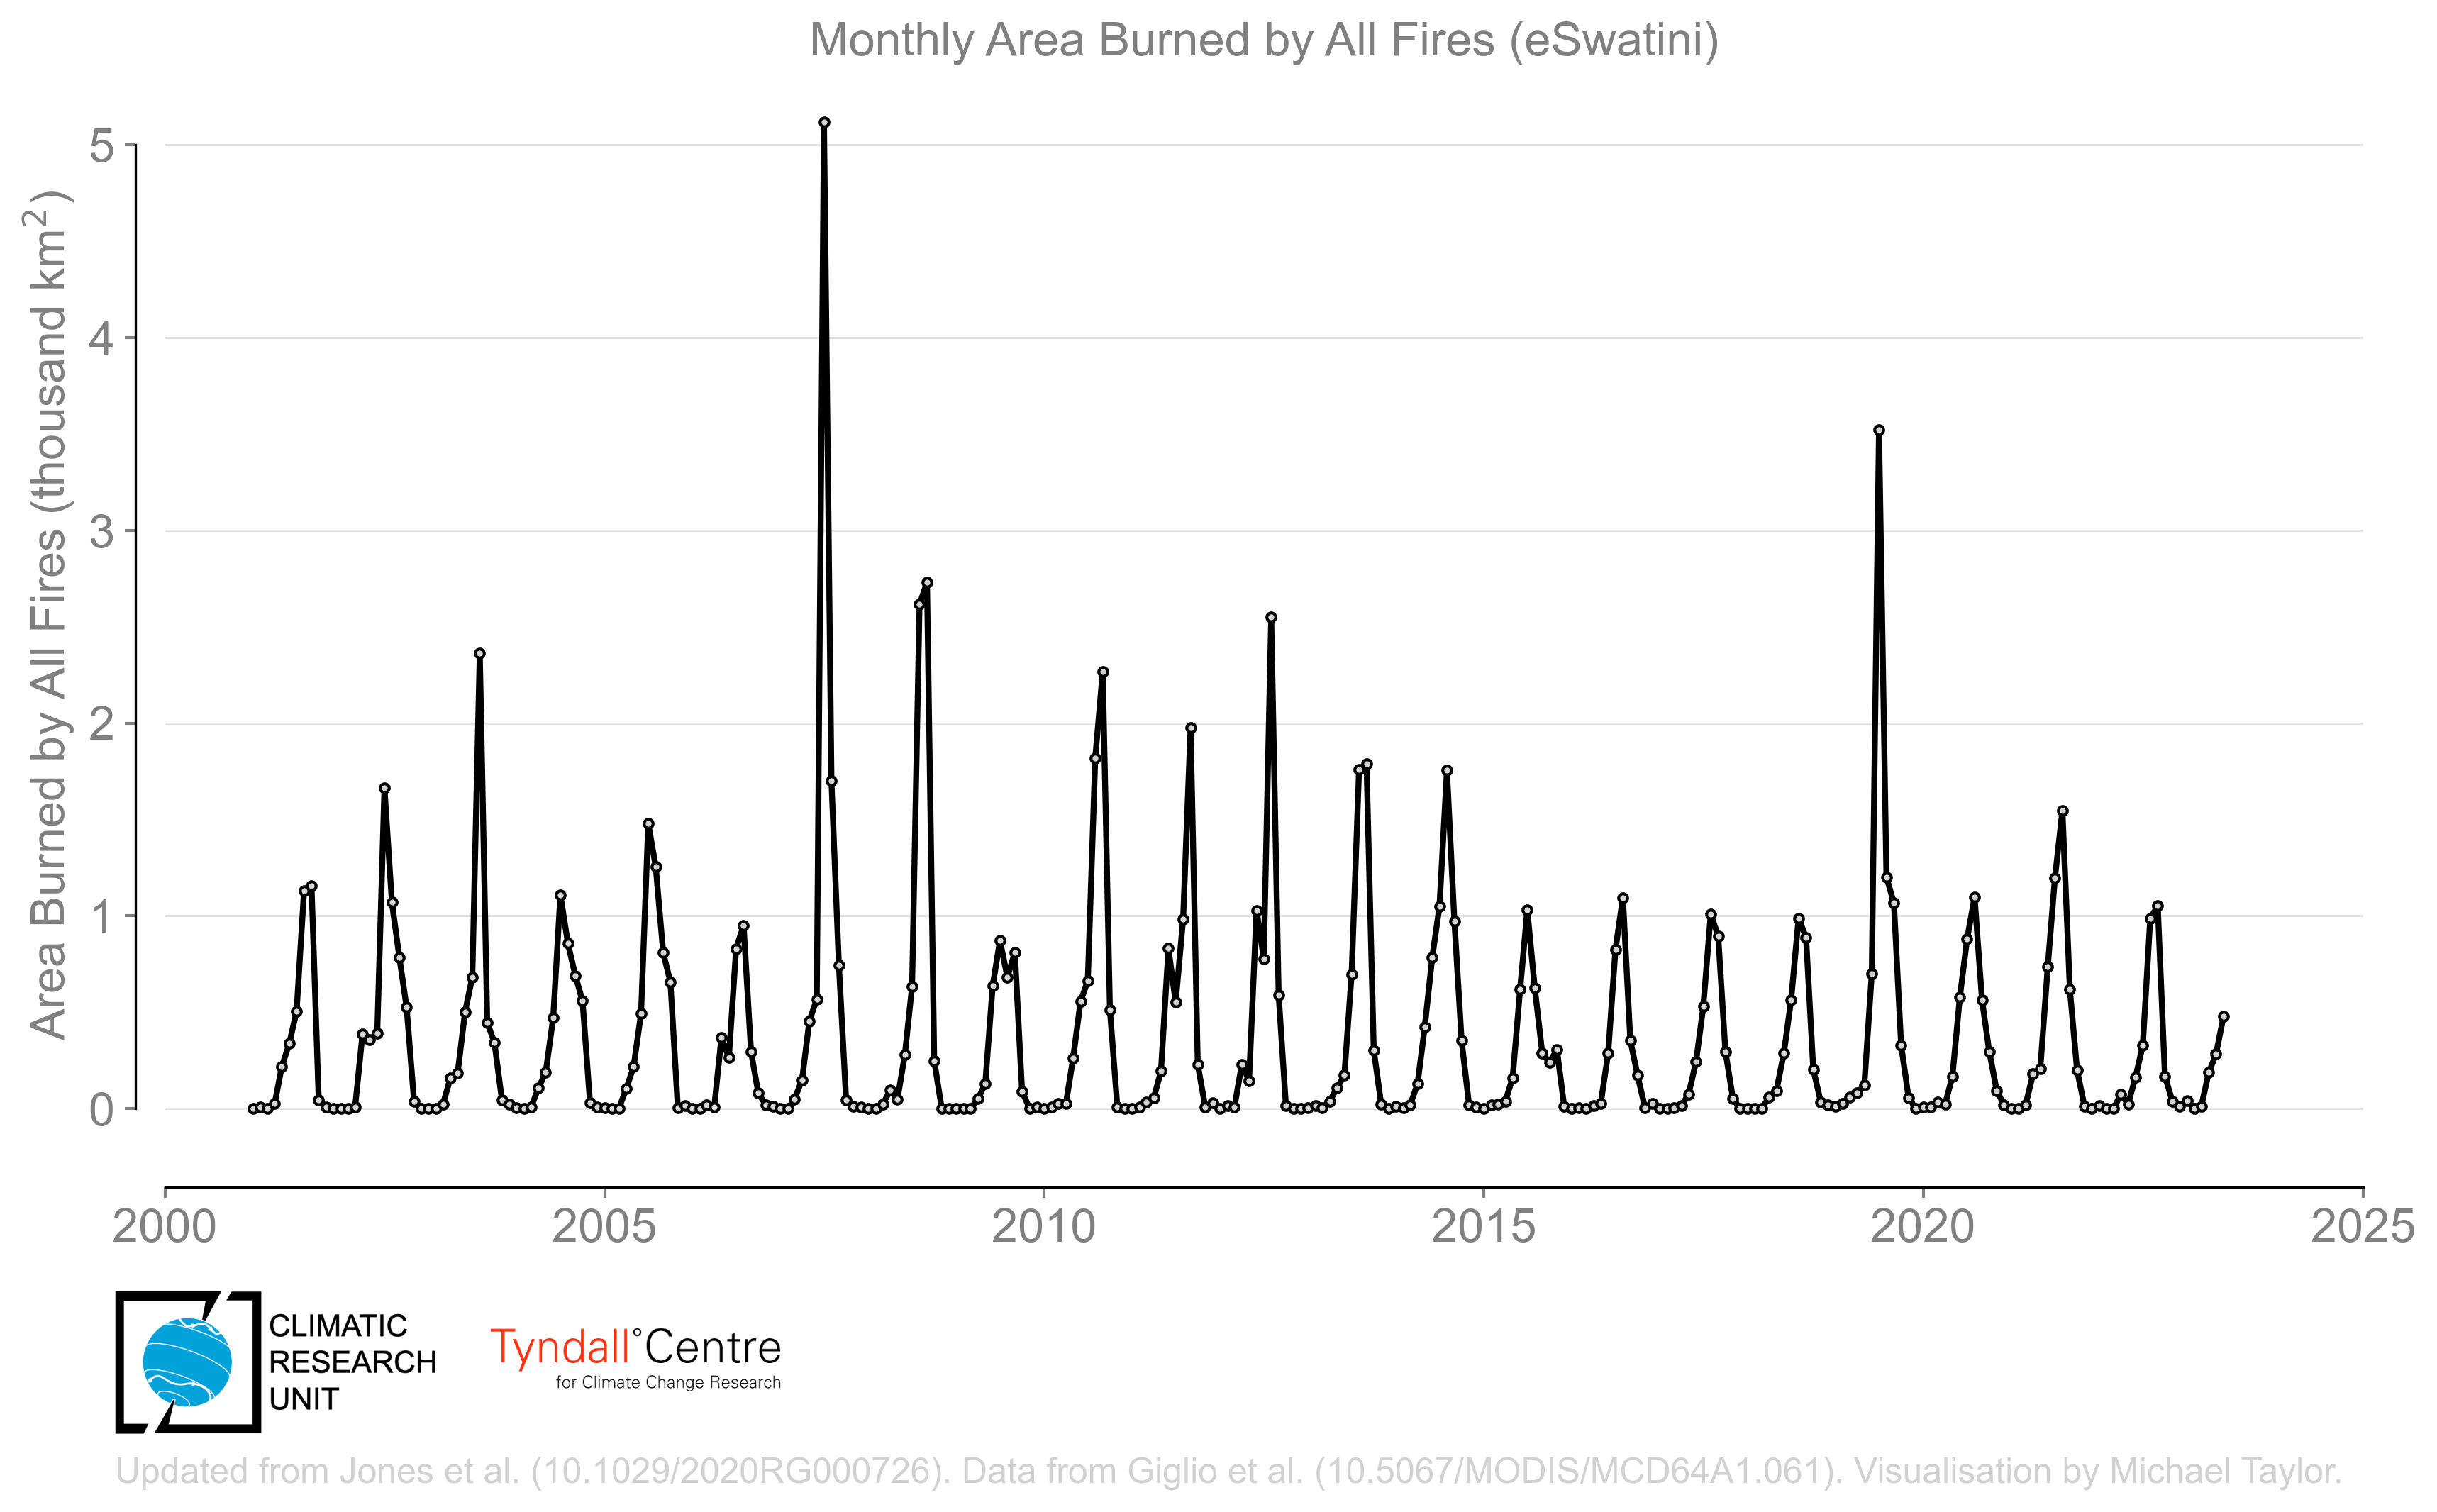 Monthly Area Burned by All Fires (eSwatini)
Area Burned by All Fires (thousand km²)
5
4
3
2
1
0
2000 2005 2010 2015 2020 2025
CLIMATIC
RESEARCH
UNIT
Tyndall°Centre
for Climate Change Research
Updated from Jones et al. (10.1029/2020RG000726). Data from Giglio et al. (10.5067/MODIS/MCD64A1.061). Visualisation by Michael Taylor.